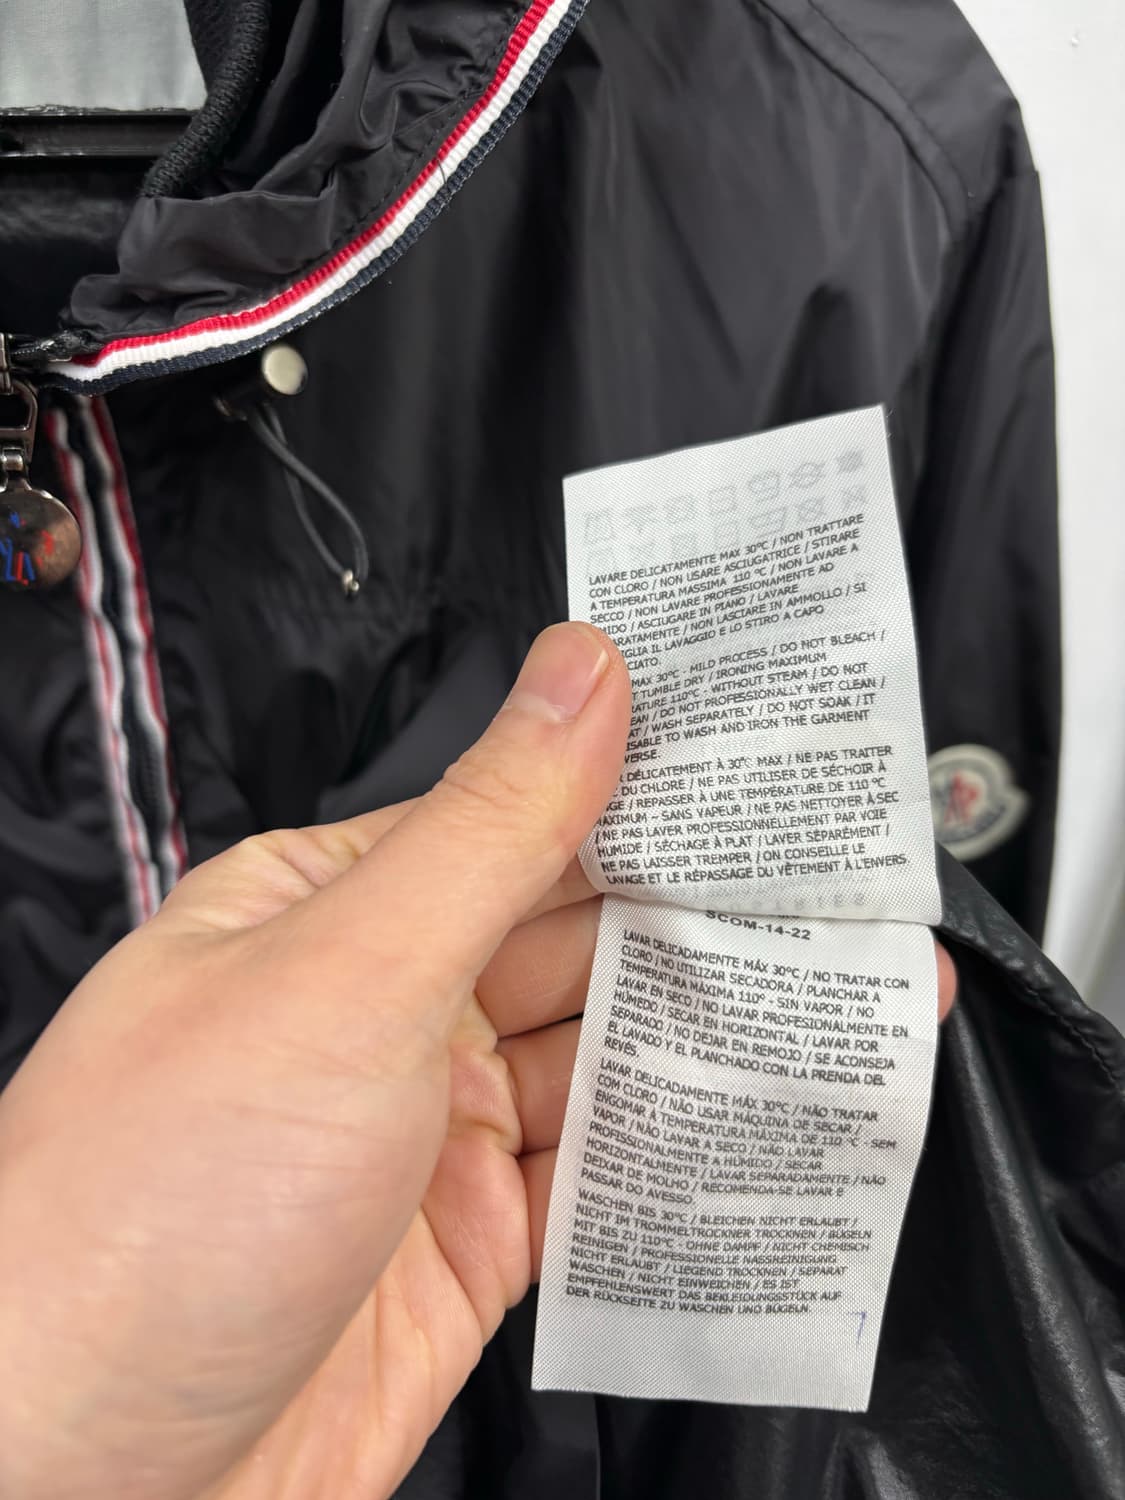 LAVARE DELICATAMENTE MAX 30°C / NON TRATTARE
CON CLORO / NON USARE ASCIUGATRICE / STIRARE
A TEMPERATURA MASSIMA 110 °C / NON LAVARE A
SECCO / NON LAVARE PROFESSIONALMENTE AD
MIDO / ASCIUGARE IN PIANO / LAVARE
ARATAMENTE / NON LASCIARE IN AMMOLLO / SI
IGLIA IL LAVAGGIO E LO STIRO A CAPO
CIATO.
MAX 30°C - MILD PROCESS / DO NOT BLEACH /
T TUMBLE DRY / IRONING MAXIMUM
RATURE 110°C - WITHOUT STEAM / DO NOT
EAN / DO NOT PROFESSIONALLY WET CLEAN /
AT / WASH SEPARATELY / DO NOT SOAK / IT
ISABLE TO WASH AND IRON THE GARMENT
VERSE.
DÉLICATEMENT À 30°C MAX / NE PAS TRAITER
DU CHLORE / NE PAS UTILISER DE SÉCHOIR À
GE / REPASSER À UNE TEMPÉRATURE DE 110 °C
MAXIMUM - SANS VAPEUR / NE PAS NETTOYER À SEC
/ NE PAS LAVER PROFESSIONNELLEMENT PAR VOIE
HUMIDE / SÉCHAGE À PLAT / LAVER SÉPARÉMENT /
NE PAS LAISSER TREMPER / ON CONSEILLE LE
LAVAGE ET LE RÉPASSAGE DU VÊTEMENT À L'ENVERS.
SCOM-14-22
LAVAR DELICADAMENTE MÁX 30°C / NO TRATAR CON
CLORO / NO UTILIZAR SECADORA / PLANCHAR A
TEMPERATURA MÁXIMA 110° - SIN VAPOR / NO
LAVAR EN SECO / NO LAVAR PROFESIONALMENTE EN
HÚMEDO / SECAR EN HORIZONTAL / LAVAR POR
SEPARADO / NO DEJAR EN REMOJO / SE ACONSEJA
EL LAVADO Y EL PLANCHADO CON LA PRENDA DEL
REVÉS.
LAVAR DELICADAMENTE MÁX 30°C / NÃO TRATAR
COM CLORO / NÃO USAR MÁQUINA DE SECAR /
ENGOMAR A TEMPERATURA MÁXIMA DE 110 °C - SEM
VAPOR / NÃO LAVAR A SECO / NÃO LAVAR
PROFISSIONALMENTE A HÚMIDO / SECAR
HORIZONTALMENTE / LAVAR SEPARADAMENTE / NÃO
DEIXAR DE MOLHO / RECOMENDA-SE LAVAR E
PASSAR DO AVESSO.
WASCHEN BIS 30°C / BLEICHEN NICHT ERLAUBT /
NICHT IM TROMMELTROCKNER TROCKNEN / BÜGELN
MIT BIS ZU 110°C - OHNE DAMPF / NICHT CHEMISCH
REINIGEN / PROFESSIONELLE NASSREINIGUNG
NICHT ERLAUBT / LIEGEND TROCKNEN / SEPARAT
WASCHEN / NICHT EINWEICHEN / ES IST
EMPFEHLENSWERT DAS BEKLEIDUNGSSTÜCK AUF
DER RÜCKSEITE ZU WASCHEN UND BÜGELN.
7